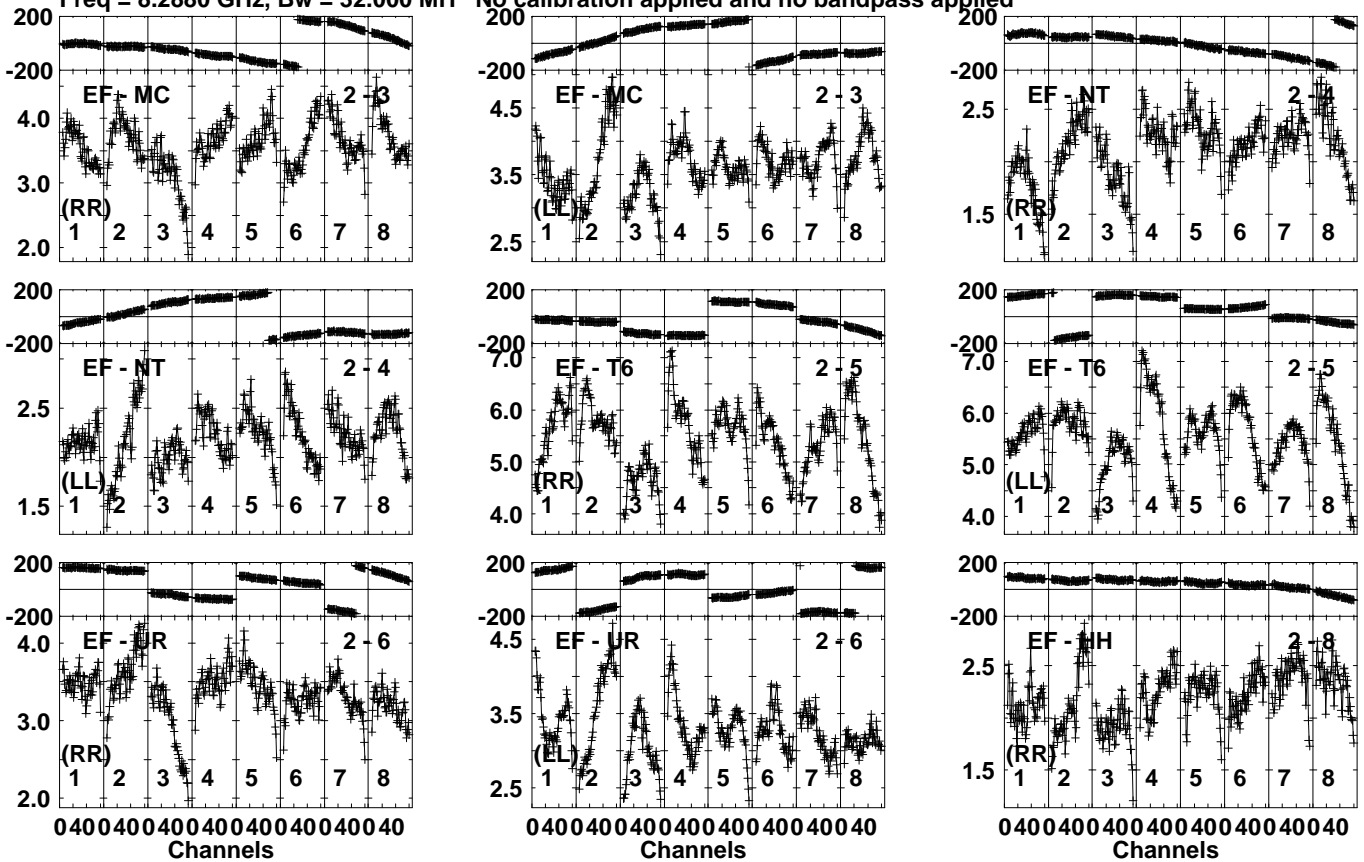 Freq = 8.2880 GHz, Bw = 32.000 MH No calibration applied and no bandpass applied
200 200 200
-200 -200 -200
EF - MC 2 - 3 EF - MC 2 - 3 EF - NT 2 - 4
4.0 4.5 2.5
3.0 3.5
(RR) (LL) (RR) 1.5
1 2 3 4 5 6 7 8 1 2 3 4 5 6 7 8 1 2 3 4 5 6 7 8
2.0 2.5
200 200 200
-200 -200 -200
EF - NT 2 - 4 7.0 EF - T6 2 - 5 7.0 EF - T6 2 - 5
2.5 6.0 6.0
5.0 5.0
(LL) (RR) (LL)
1.5 1 2 3 4 5 6 7 8 4.0 1 2 3 4 5 6 7 8 4.0 1 2 3 4 5 6 7 8
200 200 200
-200 -200 -200
4.0 EF - UR 2 - 6 4.5 EF - UR 2 - 6 EF - HH 2 - 8
2.5
3.0 3.5
(RR) (LL) (RR)
1 2 3 4 5 6 7 8 2.5 1 2 3 4 5 6 7 8 1.5 1 2 3 4 5 6 7 8
2.0
0 40 0 40 0 40 0 40 0 40 0 40 0 40 0 40 0 40 0 40 0 40 0 40 0 40 0 40 0 40 0 40 0 40 0 40 0 40 0 40 0 40 0 40 0 40 0 40
Channels Channels Channels